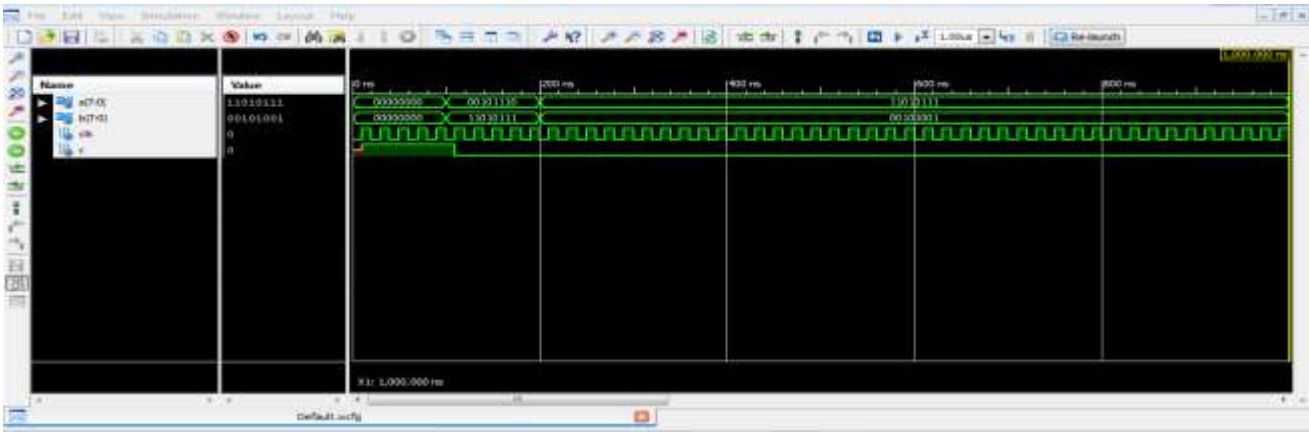 File Edit View Simulation Window Layout Help
1.00us Re-launch
1,000.000 ns
Name Value
0 ns 200 ns 400 ns 600 ns 800 ns
a[7:0] 11010111 00000000 00101110 11010111
b[7:0] 00101001 00000000 11010111 00101001
clk 0
0
X1: 1,000.000 ns
Default.wcfg